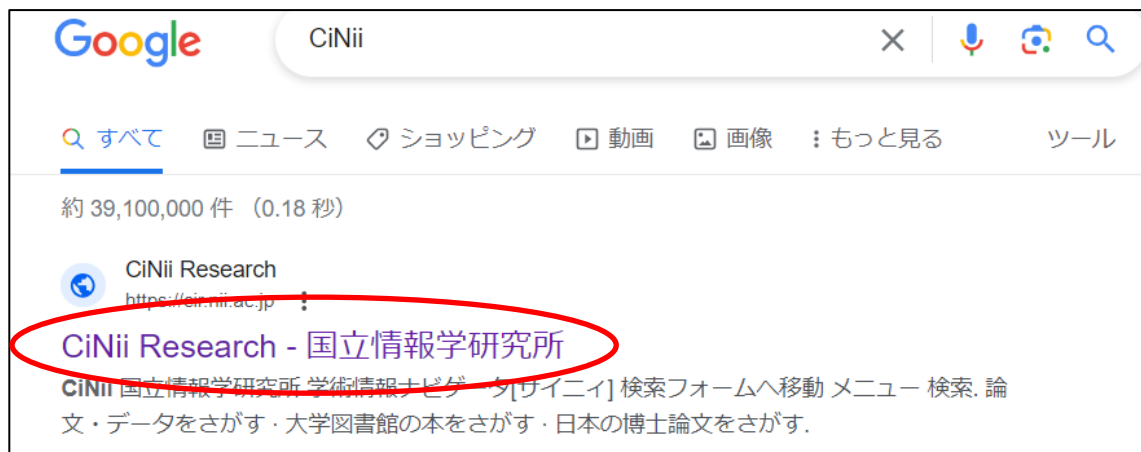 Google CiNii
すべて ニュース ショッピング 動画 画像 もっと見る ツール
約 39,100,000 件 （0.18 秒）
CiNii Research
https://cir.nii.ac.jp
CiNii Research - 国立情報学研究所
CiNii 国立情報学研究所 学術情報ナビゲータ[サイニィ] 検索フォームへ移動 メニュー 検索. 論
文・データをさがす · 大学図書館の本をさがす · 日本の博士論文をさがす.